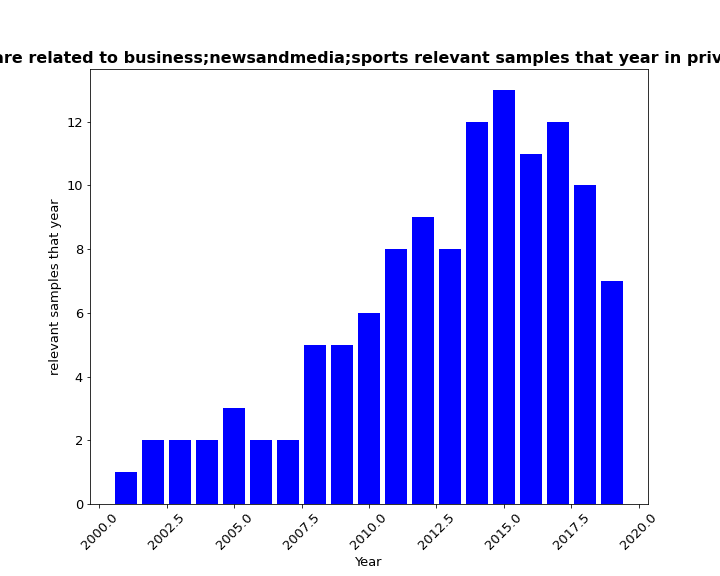 are related to business;newsandmedia;sports relevant samples that year in priv
relevant samples that year
12
10
8
6
4
2
0
2000.0 2002.5 2005.0 2007.5 2010.0 2012.5 2015.0 2017.5 2020.0
Year